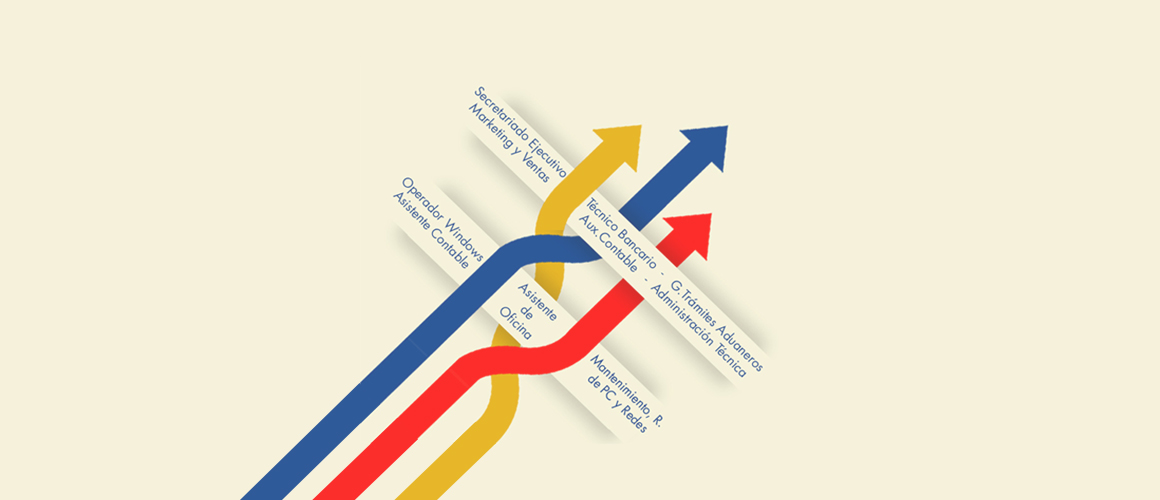 Secretariado Ejecutivo
Marketing y Ventas
Técnico Bancario - G.Trámites Aduaneros
Aux.Contable - Administración Técnica
Operador Windows
Asistente Contable
Asistente
de
Oficina
Mantenimiento, R.
de PC y Redes